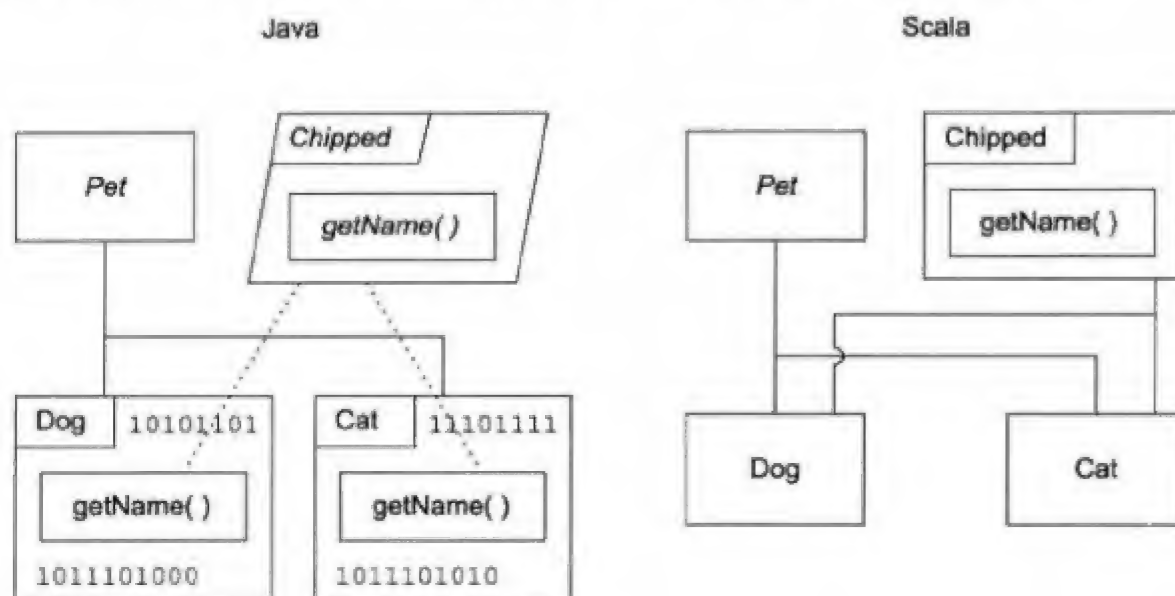 Java
Chipped
Pet
getName( )
Dog 10101101
getName( )
1011101000
Cat 11101111
getName( )
1011101010
Scala
Chipped
Pet
getName( )
Dog
Cat